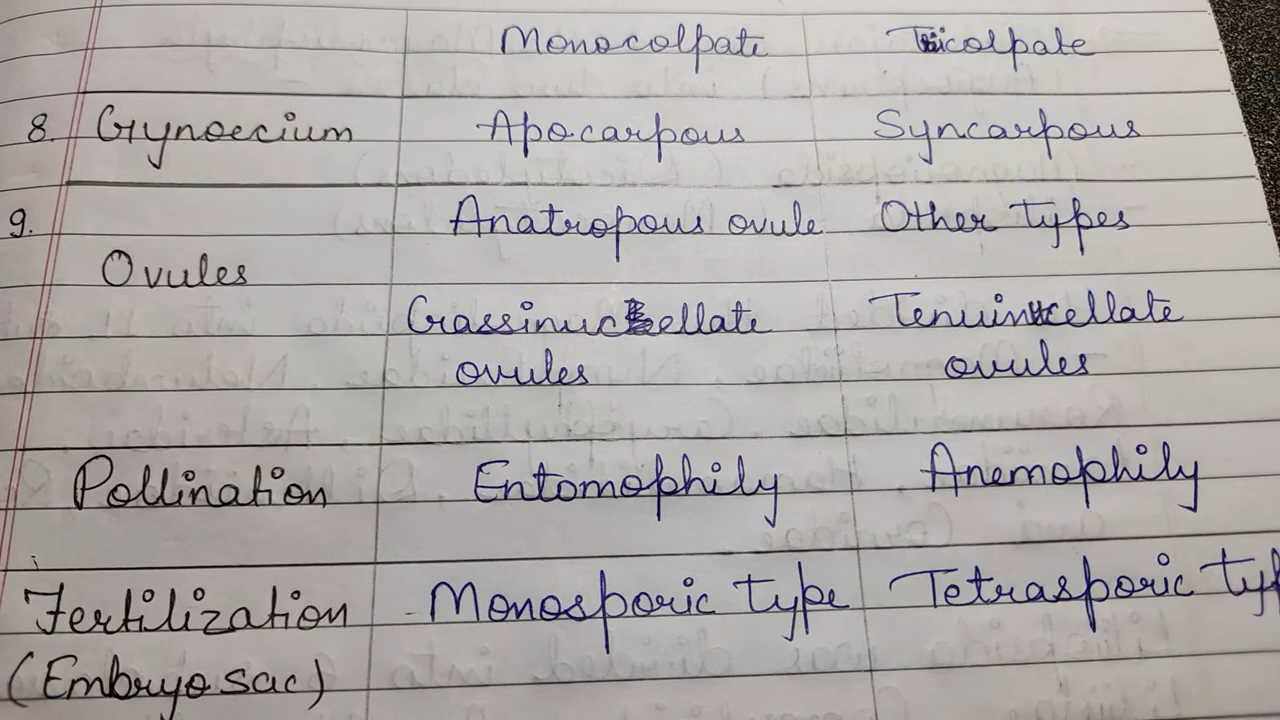 Monocolpate Tricolpate
8. Gynoecium Apocarpous Syncarpous
9. Anatropous ovule Other types
Ovules
Crassinucellate Tenuinucellate
ovules ovules
Pollination Entomophily Anemophily
Fertilization Monosporic type Tetrasporic ty
(Embryo sac)